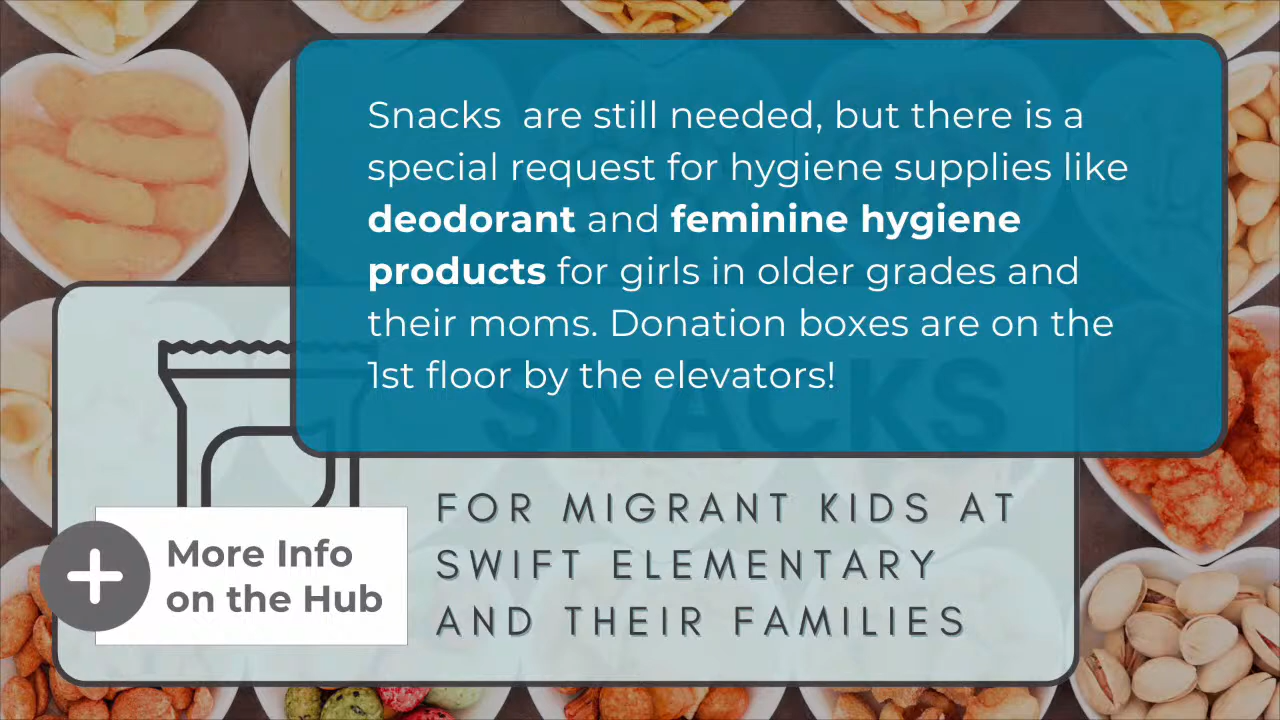 Snacks  are still needed, but there is a
special request for hygiene supplies like
deodorant and feminine hygiene
products for girls in older grades and
their moms. Donation boxes are on the
1st floor by the elevators!
SNACKS
FOR MIGRANT KIDS AT
SWIFT ELEMENTARY
AND THEIR FAMILIES
More Info
on the Hub